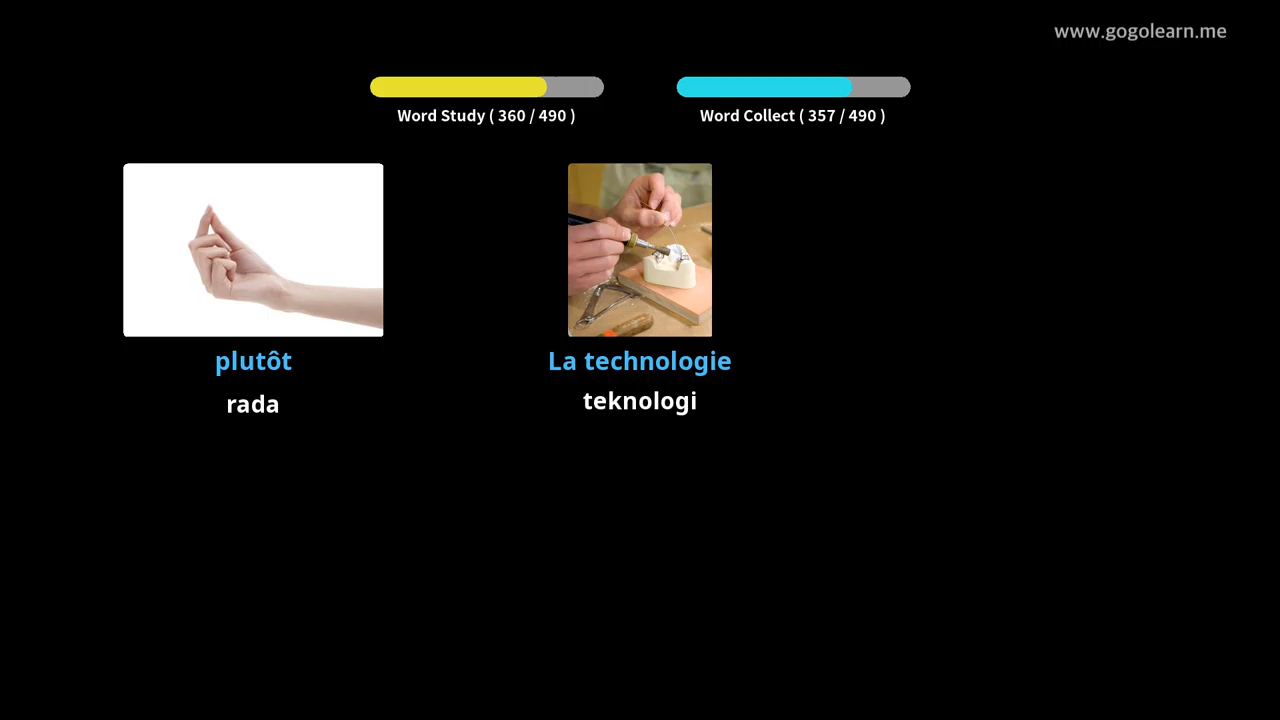 www.gogolearn.me
Word Study ( 360 / 490 )
Word Collect ( 357 / 490 )
plutôt
La technologie
rada
teknologi